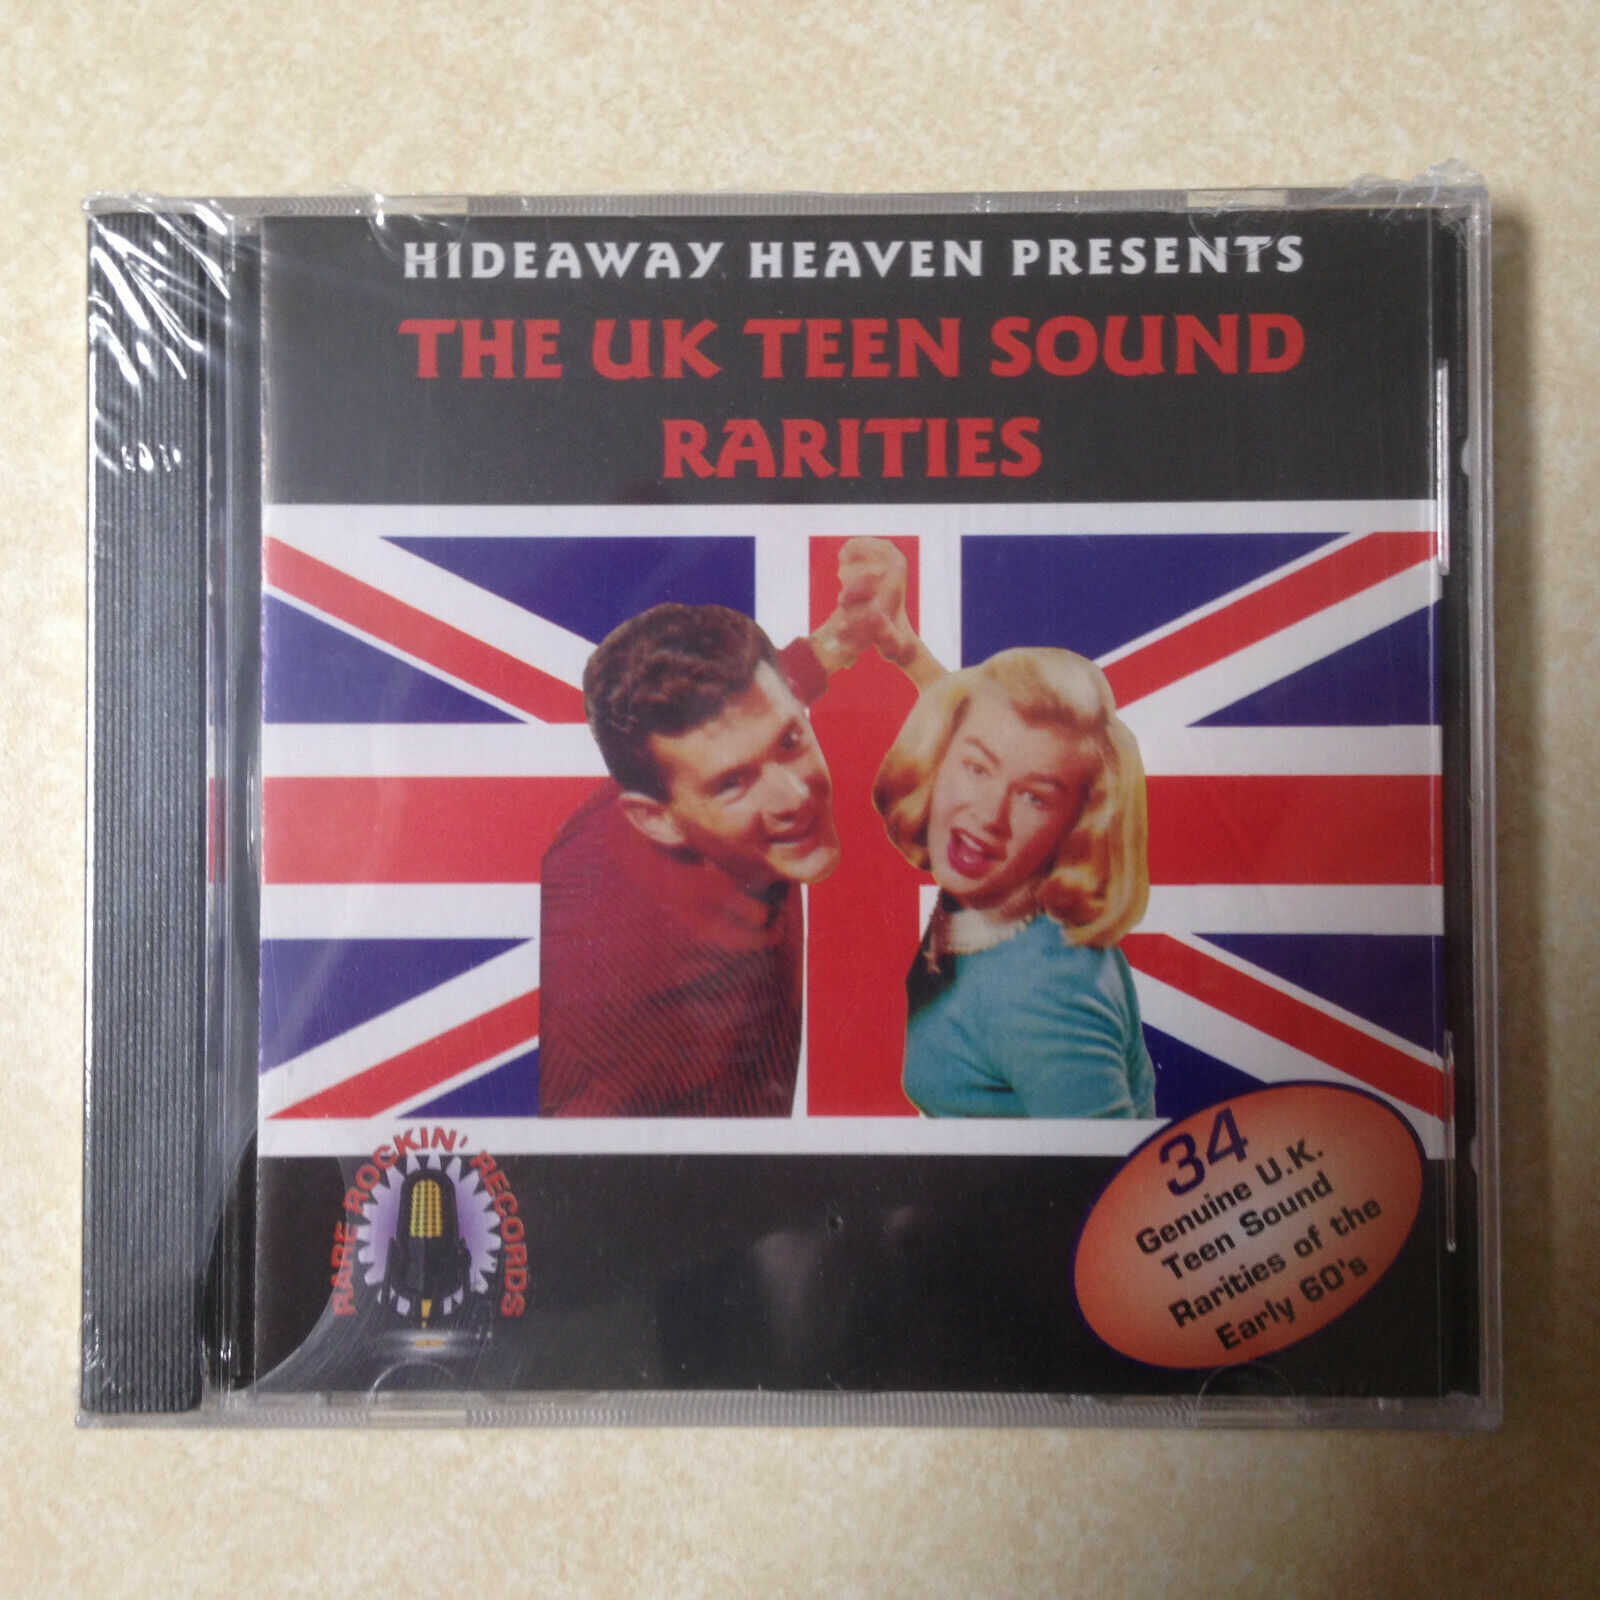 HIDEAWAY HEAVEN PRESENTS
THE UK TEEN SOUND
RARITIES
RARE ROCKIN' RECORDS
34
Genuine U.K.
Teen Sound
Rarities of the
Early 60's